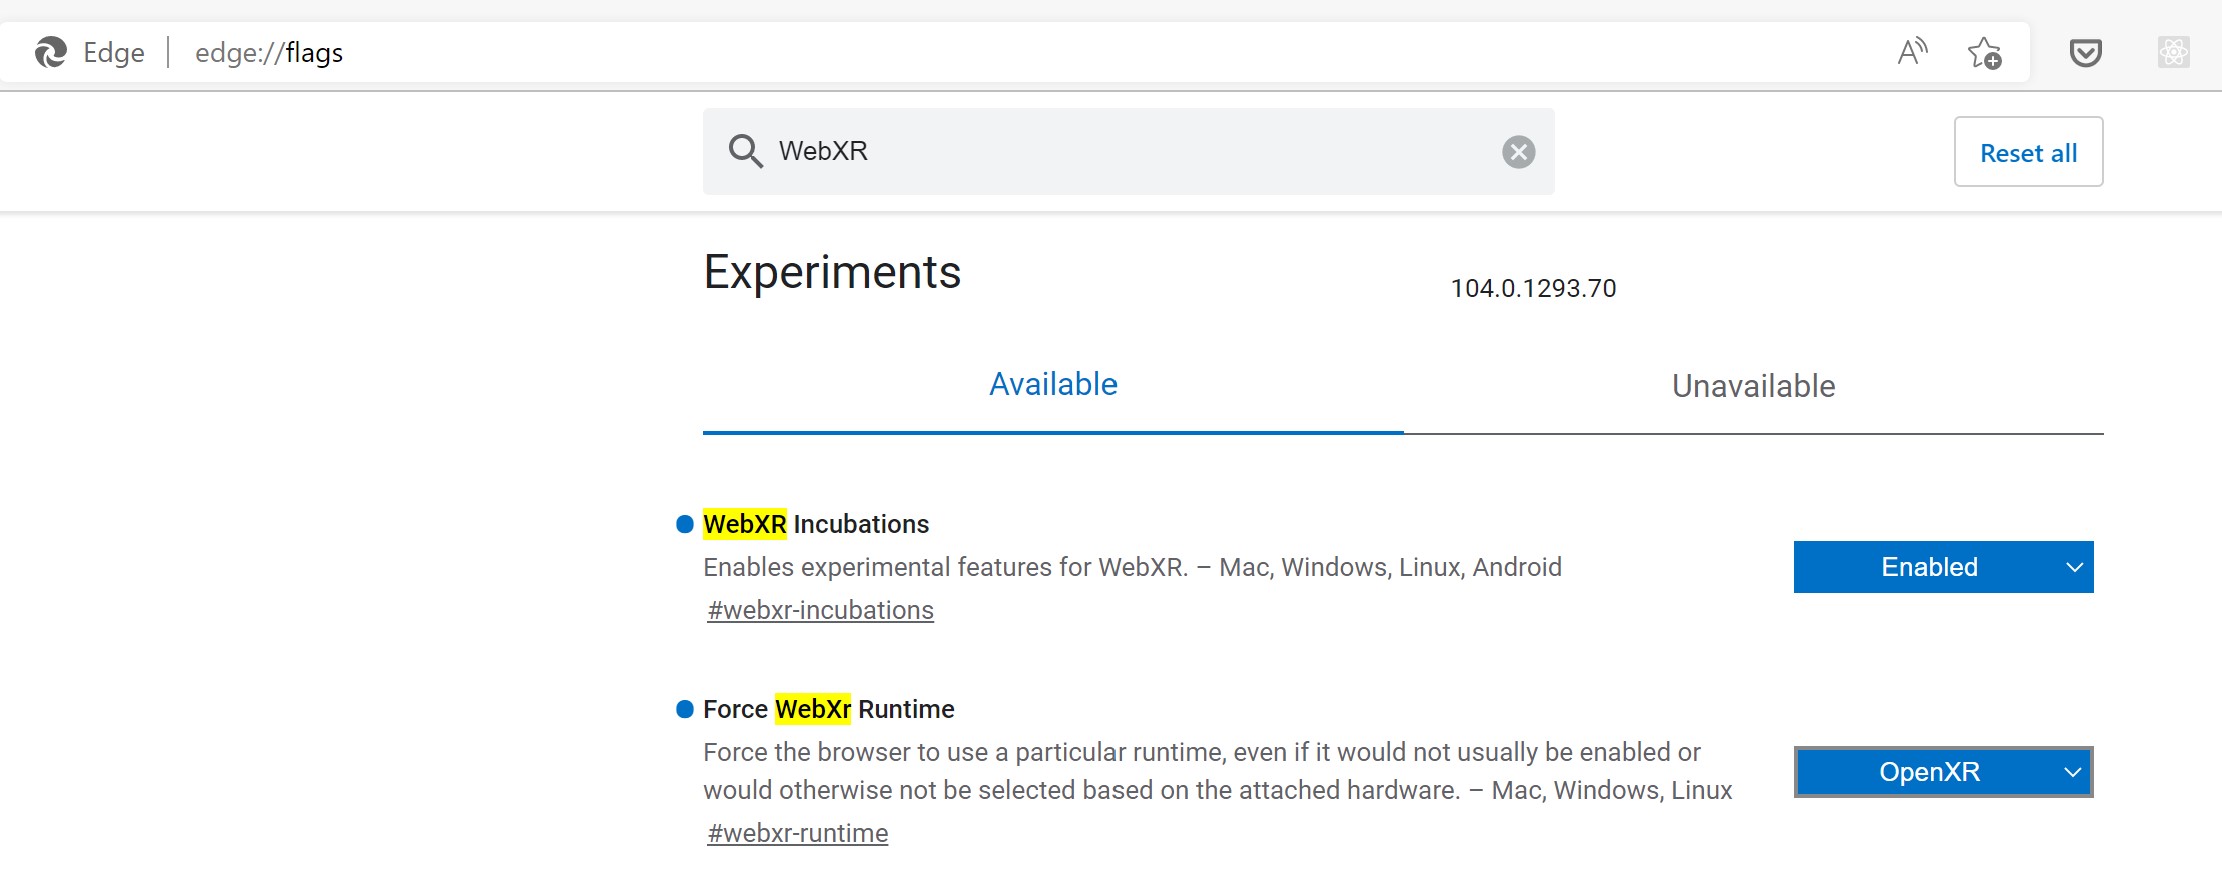 Edge | edge://flags
WebXR
Reset all
Experiments
104.0.1293.70
Available
Unavailable
WebXR Incubations
Enables experimental features for WebXR. – Mac, Windows, Linux, Android
#webxr-incubations
Enabled
Force WebXr Runtime
Force the browser to use a particular runtime, even if it would not usually be enabled or
would otherwise not be selected based on the attached hardware. – Mac, Windows, Linux
#webxr-runtime
OpenXR